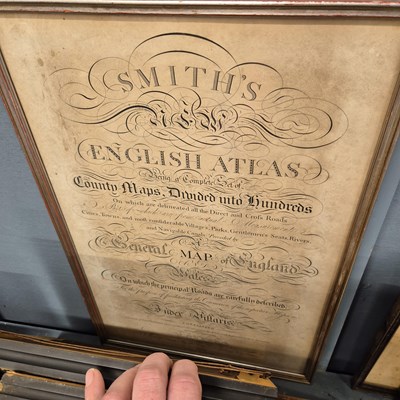 SMITH'S
NEW
ENGLISH ATLAS
Being a Complete Set of
County Maps, Divided into Hundreds
On which are delineated all the Direct and Cross Roads
Cities, Towns, and most considerable Villages, Parks, Gentlemens Seats, Rivers
and Navigable Canals: Preceded by
A
General MAP of England
Wales
On which the principal Roads are carefully described
Index Villaris